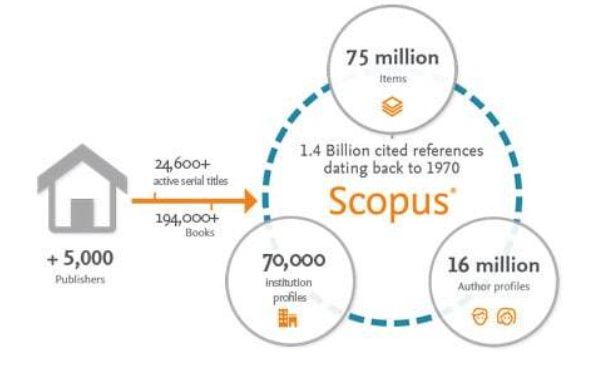 75 million
Items
1.4 Billion cited references
dating back to 1970
Scopus®
24,600+
active serial titles
194,000+
Books
+ 5,000
Publishers
70,000
institution
profiles
16 million
Author profiles